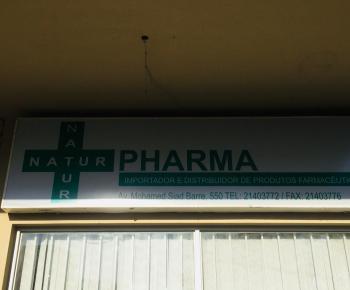 NATUR
NATUR
PHARMA
IMPORTADOR E DISTRIBUIDOR DE PRODUTOS FARMACÊUTI
Av. Mohamed Siad Barre, 550 TEL: 21403772 / FAX: 21403776